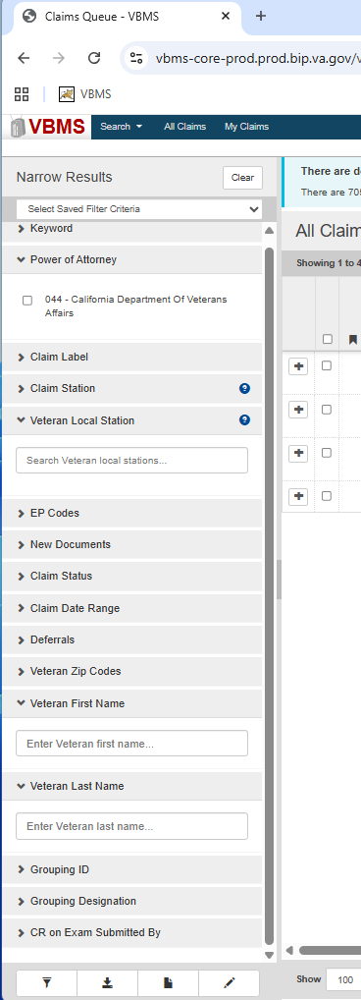 Claims Queue - VBMS
vbms-core-prod.prod.bip.va.gov/
VBMS
VBMS Search All Claims My Claims
Narrow Results Clear
There are
There are 705
Select Saved Filter Criteria
Keyword
All Claim
Power of Attorney
Showing 1 to 4
044 - California Department Of Veterans
Affairs
Claim Label
Claim Station
Veteran Local Station
Search Veteran local stations...
EP Codes
New Documents
Claim Status
Claim Date Range
Deferrals
Veteran Zip Codes
Veteran First Name
Enter Veteran first name...
Veteran Last Name
Enter Veteran last name...
Grouping ID
Grouping Designation
CR on Exam Submitted By
Show 100